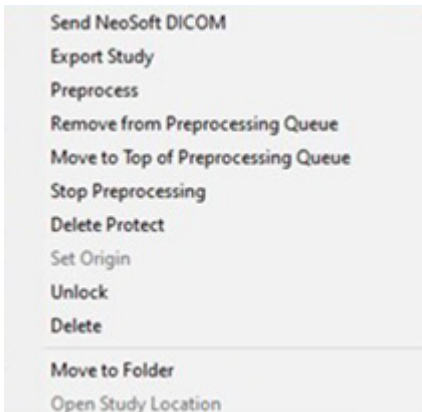 Send NeoSoft DICOM
Export Study
Preprocess
Remove from Preprocessing Queue
Move to Top of Preprocessing Queue
Stop Preprocessing
Delete Protect
Set Origin
Unlock
Delete
Move to Folder
Open Study Location